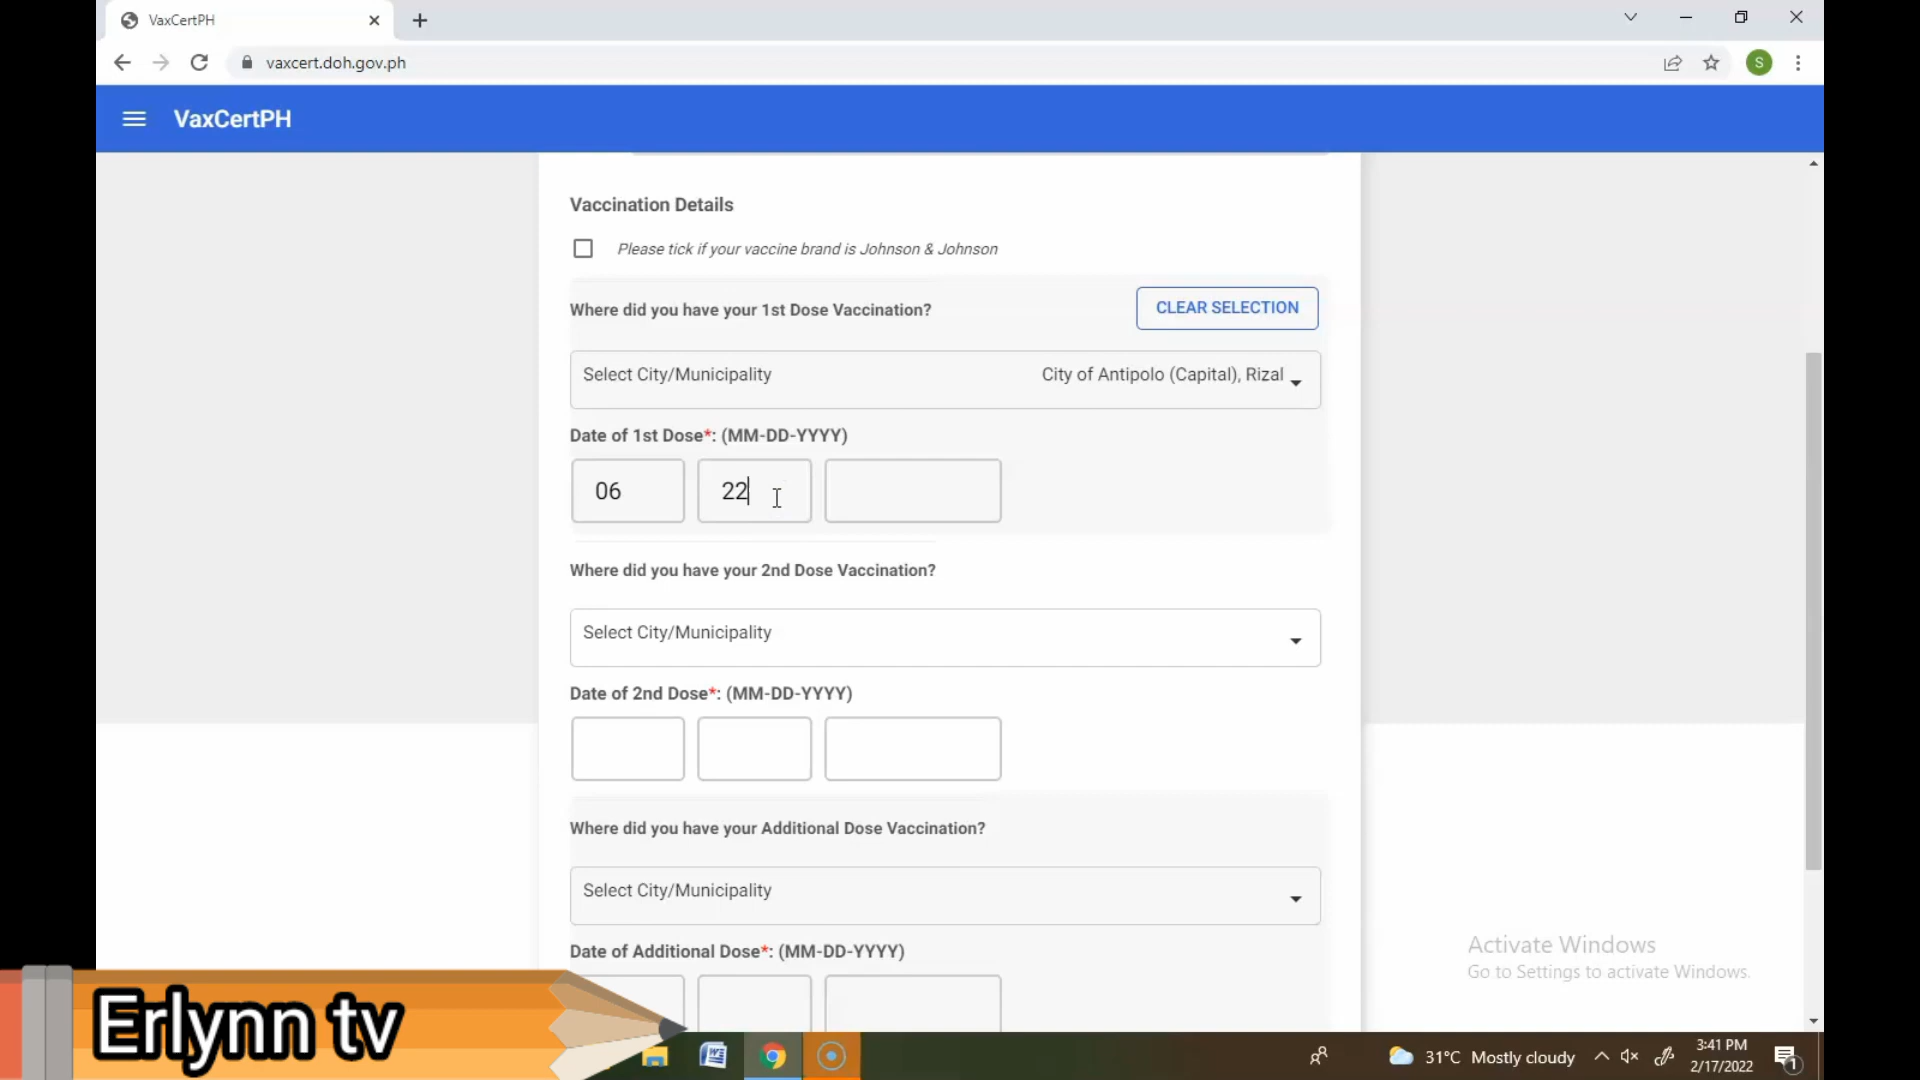 VaxCertPH
vaxcert.doh.gov.ph
S
VaxCertPH
Vaccination Details
Please tick if your vaccine brand is Johnson & Johnson
Where did you have your 1st Dose Vaccination?
CLEAR SELECTION
Select City/Municipality
City of Antipolo (Capital), Rizal
Date of 1st Dose*: (MM-DD-YYYY)
06
22
Where did you have your 2nd Dose Vaccination?
Select City/Municipality
Date of 2nd Dose*: (MM-DD-YYYY)
Where did you have your Additional Dose Vaccination?
Select City/Municipality
Date of Additional Dose*: (MM-DD-YYYY)
Activate Windows
Go to Settings to activate Windows.
Erlynn tv
W
31°C Mostly cloudy
3:41 PM
2/17/2022
1